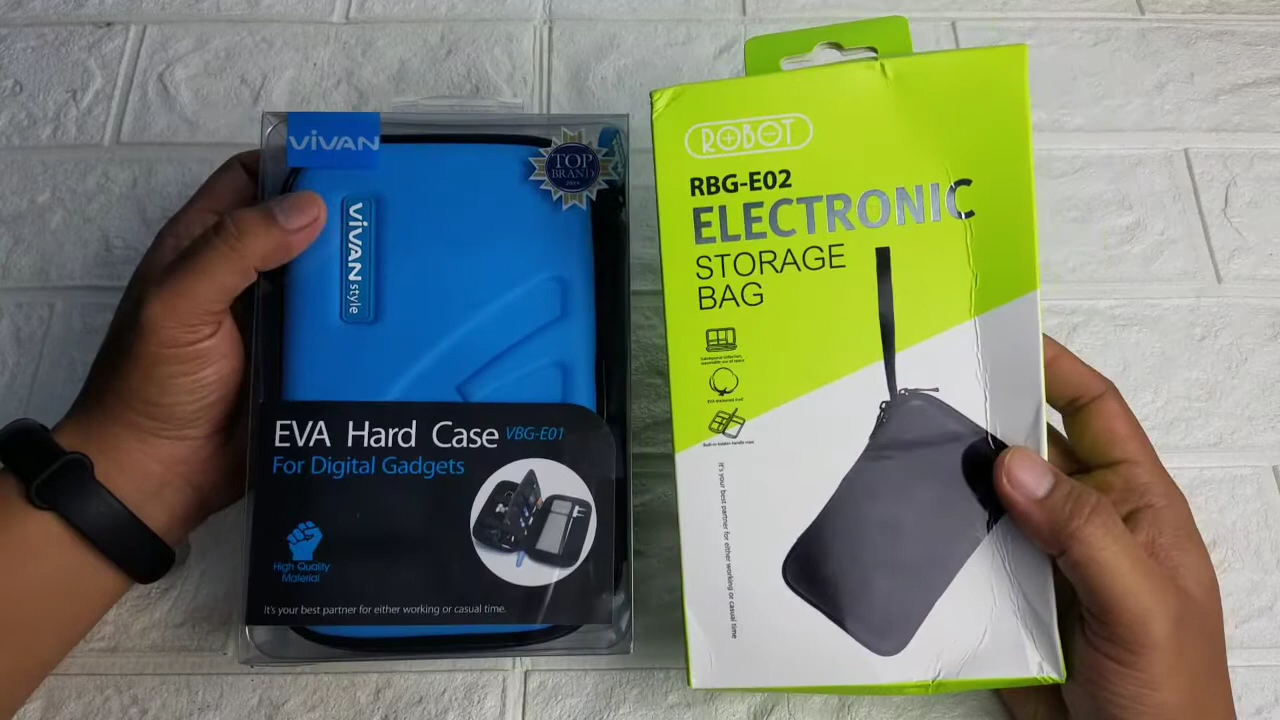 ViVAN
TOP
BRAND
ViVAN style
EVA Hard Case VBG-E01
For Digital Gadgets
High Quality
Material
It's your best partner for either working or casual time.
ROBOT
RBG-E02
ELECTRONIC
STORAGE
BAG
It's your best partner for either working or casual time